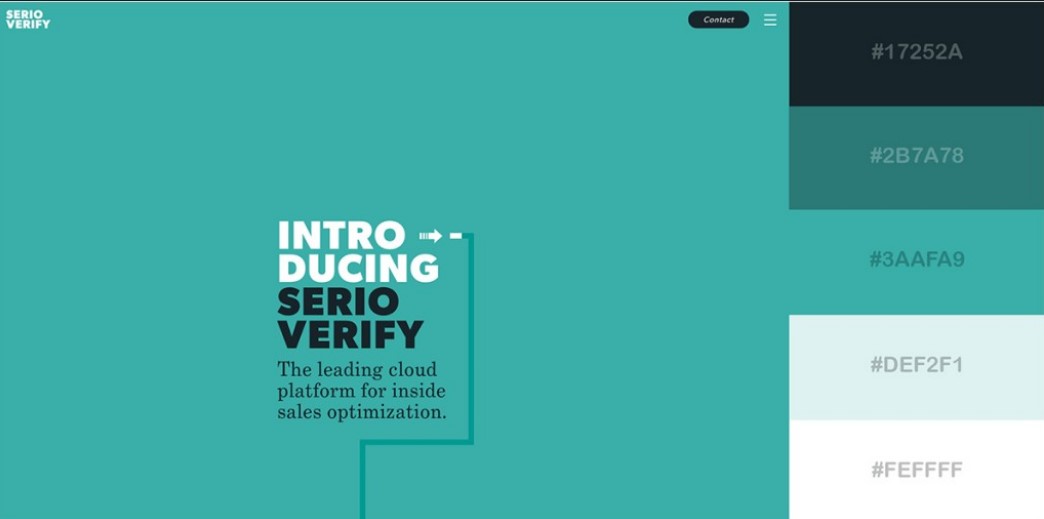 SERIO
VERIFY
Contact
INTRO
DUCING
SERIO
VERIFY
The leading cloud
platform for inside
sales optimization.
#17252A
#2B7A78
#3AAFA9
#DEF2F1
#FEFFFF